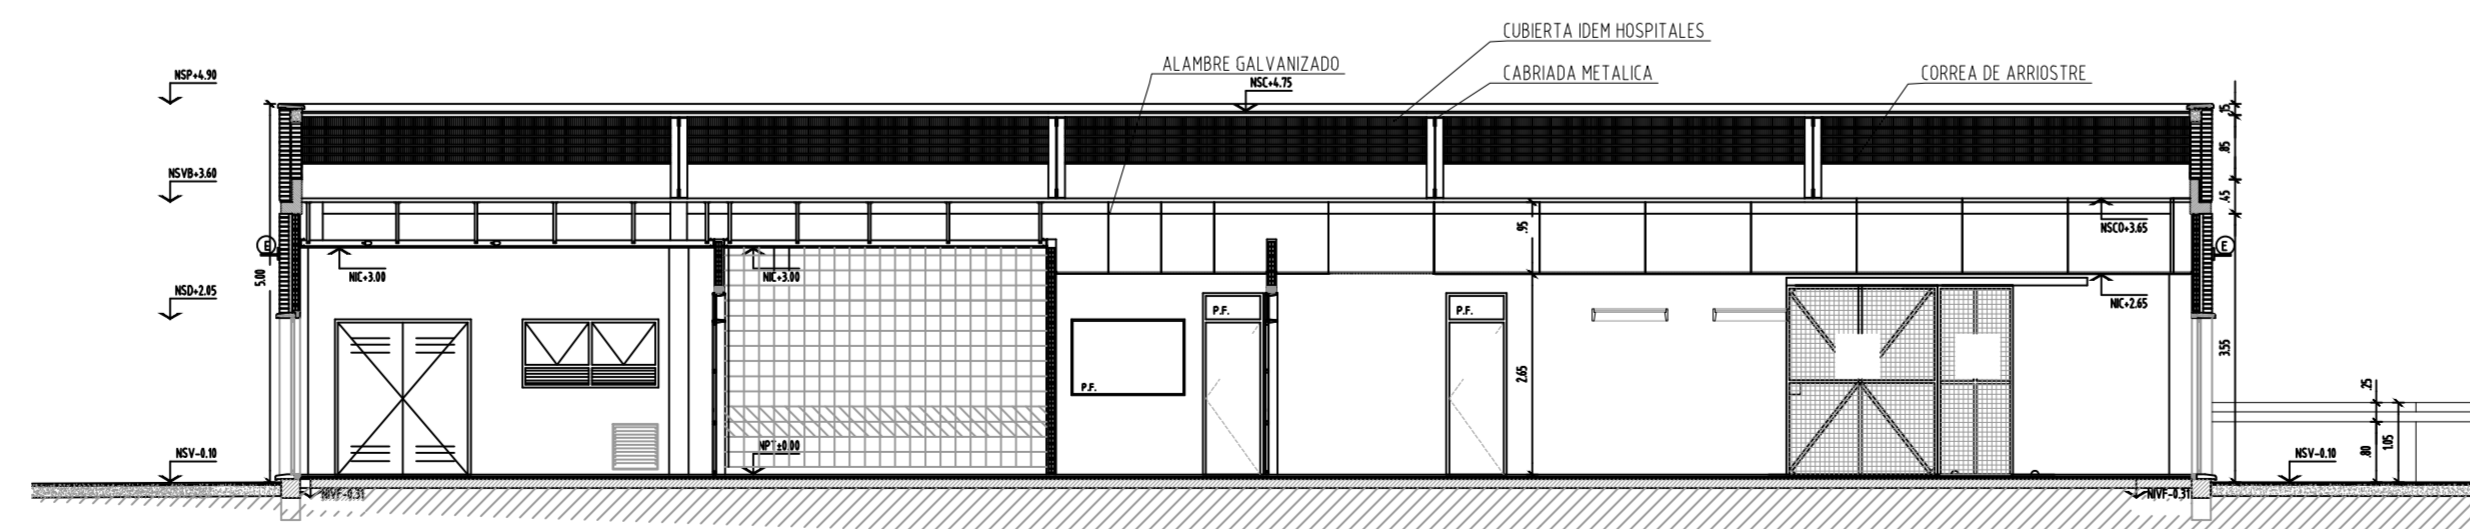 CUBIERTA IDEM HOSPITALES
ALAMBRE GALVANIZADO
CABRIADA METALICA
CORREA DE ARRIOSTRE
NSP+4.90
NSC+4.75
.15
.85
NSVB+3.60
.45
.95
NSCO+3.65
E
E
5.00
NIC+3.00
NIC+3.00
NSD+2.05
NIC+2.65
P.F.
P.F.
3.55
2.65
P.F.
.25
NPT±0.00
1.05
.80
NSV-0.10
NSV-0.10
NIVF-0.31
NIVF-0.31